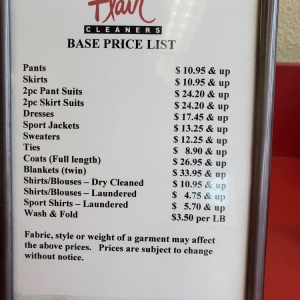 Flair
CLEANERS
BASE PRICE LIST
Pants $ 10.95 & up
Skirts $ 10.95 & up
2pc Pant Suits $ 24.20 & up
2pc Skirt Suits $ 24.20 & up
Dresses $ 17.45 & up
Sport Jackets $ 13.25 & up
Sweaters $ 12.25 & up
Ties $ 8.90 & up
Coats (Full length) $ 26.95 & up
Blankets (twin) $ 33.95 & up
Shirts/Blouses – Dry Cleaned $ 10.95 & up
Shirts/Blouses – Laundered $ 4.75 & up
Sport Shirts – Laundered $ 5.70 & up
Wash & Fold $3.50 per LB
Fabric, style or weight of a garment may affect
the above prices. Prices are subject to change
without notice.